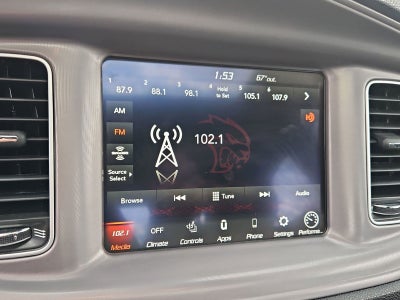 1:53 67°out.
1 2 3 4 5 6
87.9 88.1 98.1 Hold to Set 105.1 107.9
AM
FM
102.1
Source
Select
Browse Tune Audio
102.1 OFF
Media Climate Controls Apps Phone Settings Performa...